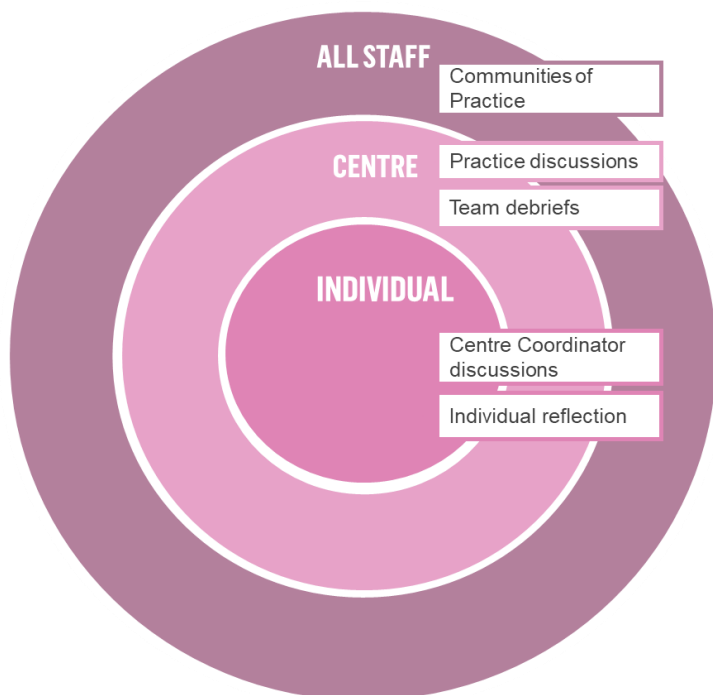 ALL STAFF
Communities of
Practice
CENTRE
Practice discussions
Team debriefs
INDIVIDUAL
Centre Coordinator
discussions
Individual reflection